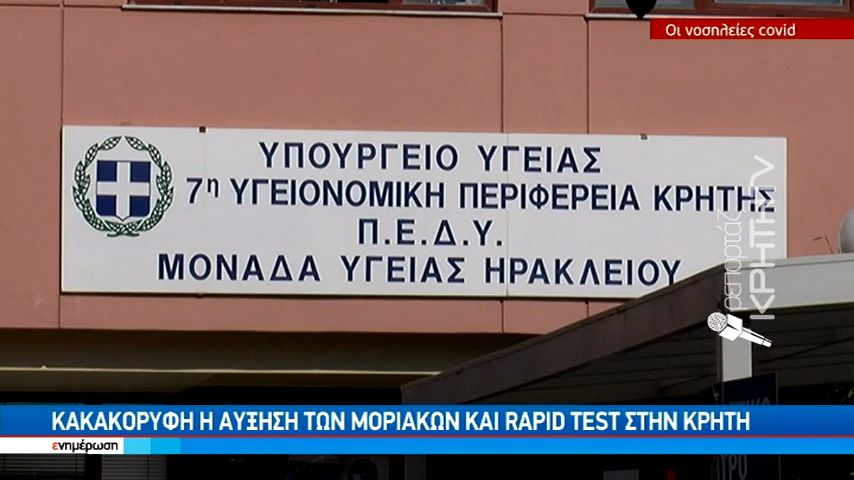 Οι νοσηλείες covid
ΥΠΟΥΡΓΕΙΟ ΥΓΕΙΑΣ
7η ΥΓΕΙΟΝΟΜΙΚΗ ΠΕΡΙΦΕΡΕΙΑ ΚΡΗΤΗΣ
Π.Ε.Δ.Υ.
ΜΟΝΑΔΑ ΥΓΕΙΑΣ ΗΡΑΚΛΕΙΟΥ
ρεπορτάζ
ΚΡΗΤΗ TV
ΚΑΚΑΚΟΡΥΦΗ Η ΑΥΞΗΣΗ ΤΩΝ ΜΟΡΙΑΚΩΝ ΚΑΙ RAPID TEST ΣΤΗΝ ΚΡΗΤΗ
ενημέρωση